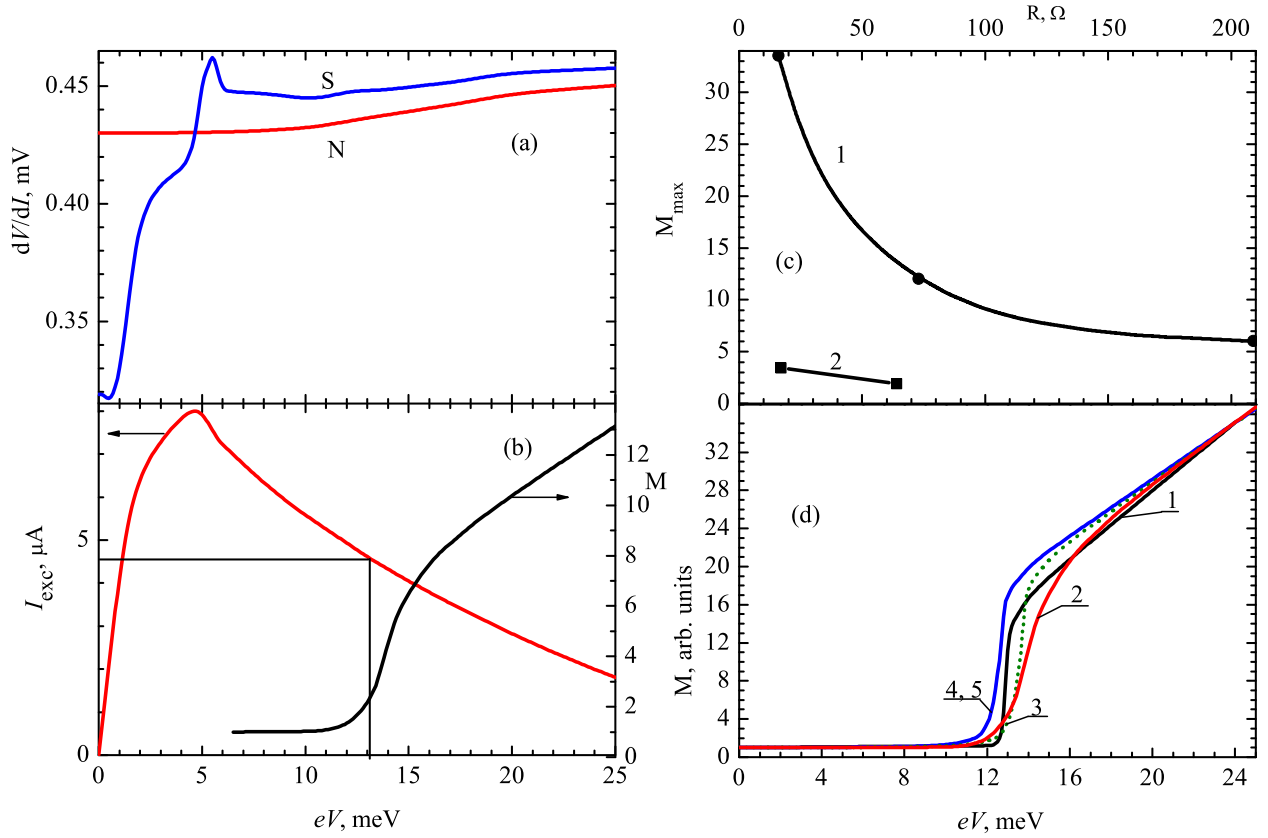 0.45
0.40
0.35
dV/dI, mV
S
N
(a)
5
0
I_exc, μA
(b)
12
10
8
6
4
2
0
M
0 5 10 15 20 25
eV, meV
0 50 100 150 200
R, Ω
30
25
20
15
10
5
0
M_max
1
(c)
2
32
28
24
20
16
12
8
4
0
M, arb. units
(d)
1
2
4, 5
3
0 4 8 12 16 20 24
eV, meV